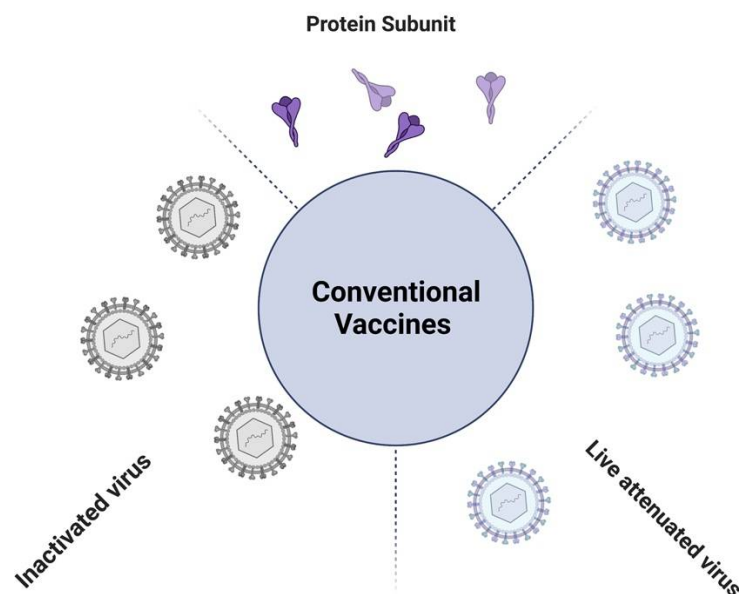 Protein Subunit
Conventional
Vaccines
Inactivated virus
Live attenuated virus